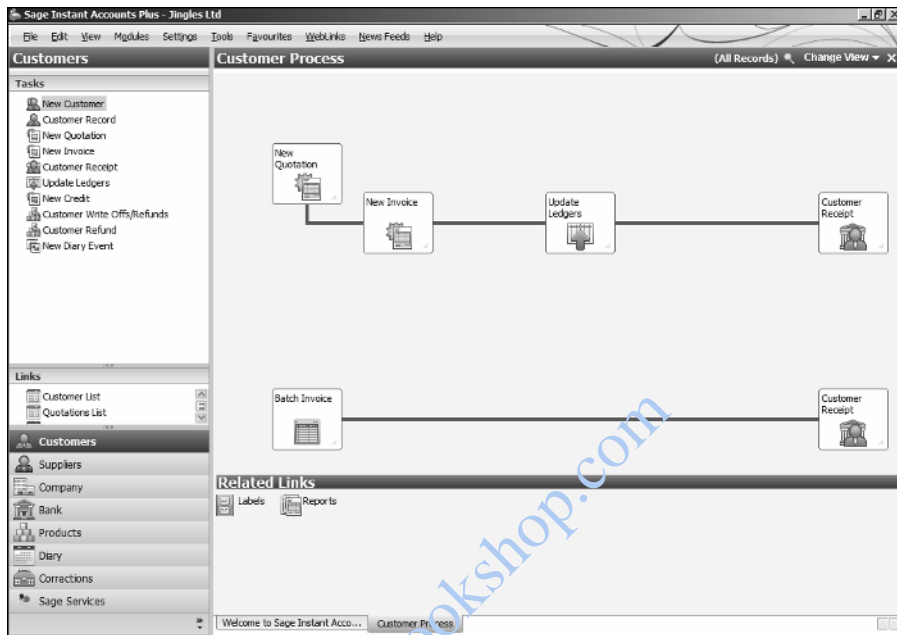 Sage Instant Accounts Plus - Jingles Ltd
File Edit View Modules Settings Tools Favourites WebLinks News Feeds Help
Customers
Customer Process
(All Records) Change View
Tasks
New Customer
Customer Record
New Quotation
New Invoice
Customer Receipt
Update Ledgers
New Credit
Customer Write Offs/Refunds
Customer Refund
New Diary Event
New
Quotation
New Invoice
Update
Ledgers
Customer
Receipt
Links
Customer List
Quotations List
Batch Invoice
Customer
Receipt
Customers
Suppliers
Company
Bank
Products
Diary
Corrections
Sage Services
Related Links
Labels Reports
Welcome to Sage Instant Acco...
Customer Process
okshop.com